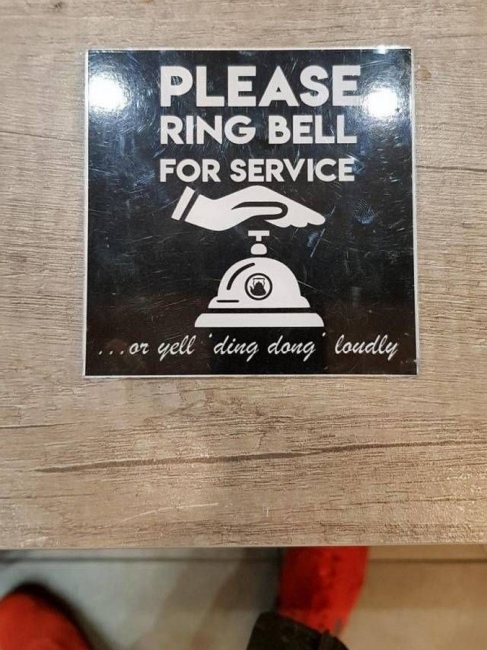 PLEASE
RING BELL
FOR SERVICE
...or yell 'ding dong' loudly